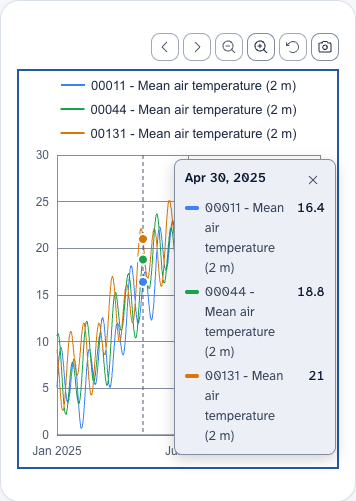 00011 - Mean air temperature (2 m)
00044 - Mean air temperature (2 m)
00131 - Mean air temperature (2 m)
30
25
20
15
10
5
0
Jan 2025
Apr 30, 2025
00011 - Mean 16.4
air
temperature
(2 m)
00044 - 18.8
Mean air
temperature
(2 m)
00131 - Mean 21
air
temperature
(2 m)